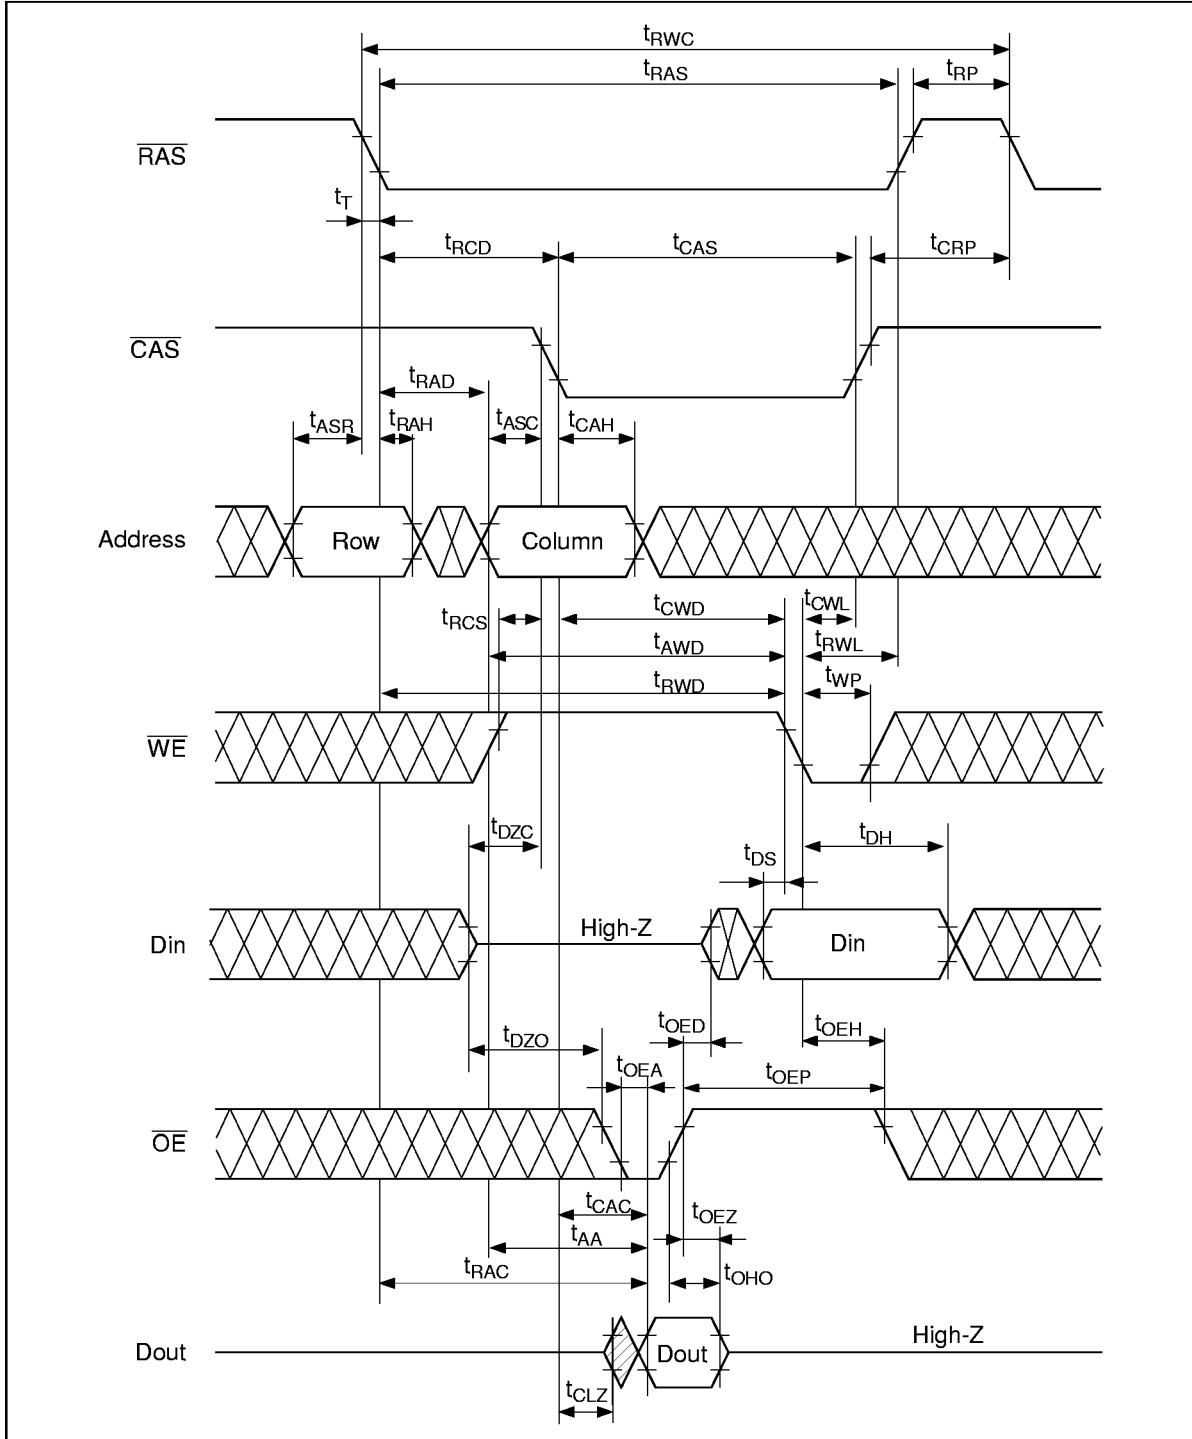 tRWC
tRAS
tRP
RAS
tT
tRCD
tCAS
tCRP
CAS
tRAD
tASR
tRAH
tASC
tCAH
Address
Row
Column
tRCS
tCWD
tCWL
tAWD
tRWL
tRWD
tWP
WE
tDZC
tDS
tDH
Din
High-Z
Din
tDZO
tOED
tOEH
tOEA
tOEP
OE
tCAC
tOEZ
tAA
tRAC
tOHO
Dout
Dout
High-Z
tCLZ